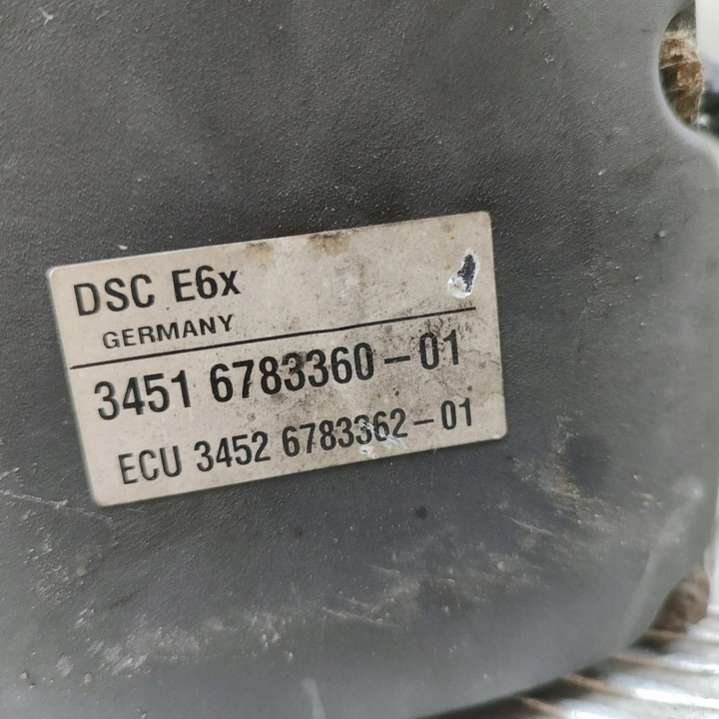 DSC E6x
GERMANY
3451 6783360-01
ECU 3452 6783362-01